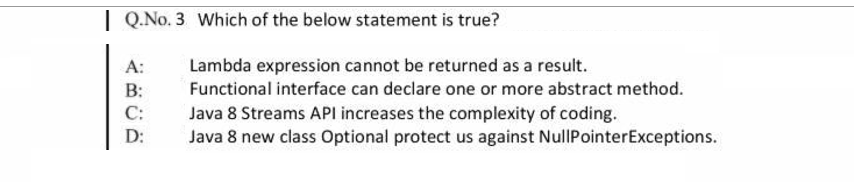 Q.No. 3 Which of the below statement is true?
A: Lambda expression cannot be returned as a result.
B: Functional interface can declare one or more abstract method.
C: Java 8 Streams API increases the complexity of coding.
D: Java 8 new class Optional protect us against NullPointerExceptions.